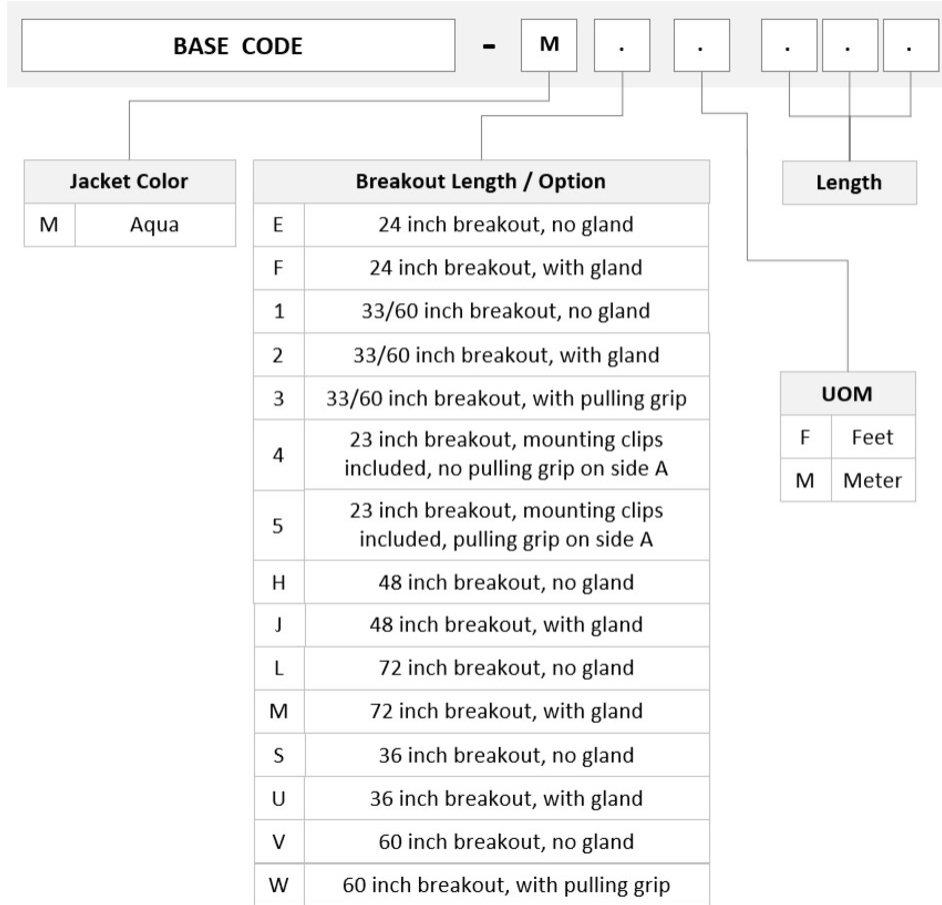 BASE CODE - M . . . . .
Jacket Color
M Aqua
Breakout Length / Option
E 24 inch breakout, no gland
F 24 inch breakout, with gland
1 33/60 inch breakout, no gland
2 33/60 inch breakout, with gland
3 33/60 inch breakout, with pulling grip
4 23 inch breakout, mounting clips
included, no pulling grip on side A
5 23 inch breakout, mounting clips
included, pulling grip on side A
H 48 inch breakout, no gland
J 48 inch breakout, with gland
L 72 inch breakout, no gland
M 72 inch breakout, with gland
S 36 inch breakout, no gland
U 36 inch breakout, with gland
V 60 inch breakout, no gland
W 60 inch breakout, with pulling grip
Length
UOM
F Feet
M Meter